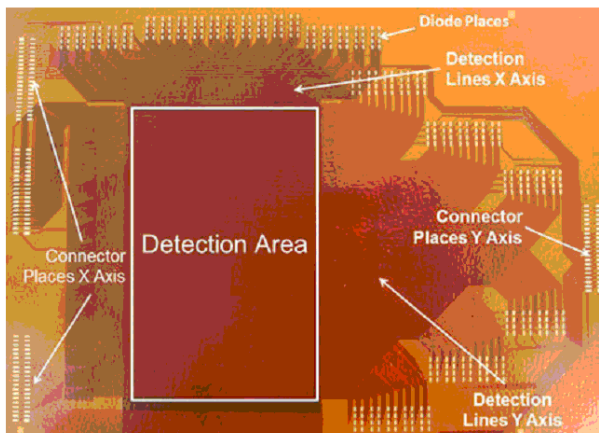 Diode Places
Detection
Lines X Axis
Detection Area
Connector
Places Y Axis
Connector
Places X Axis
Detection
Lines Y Axis